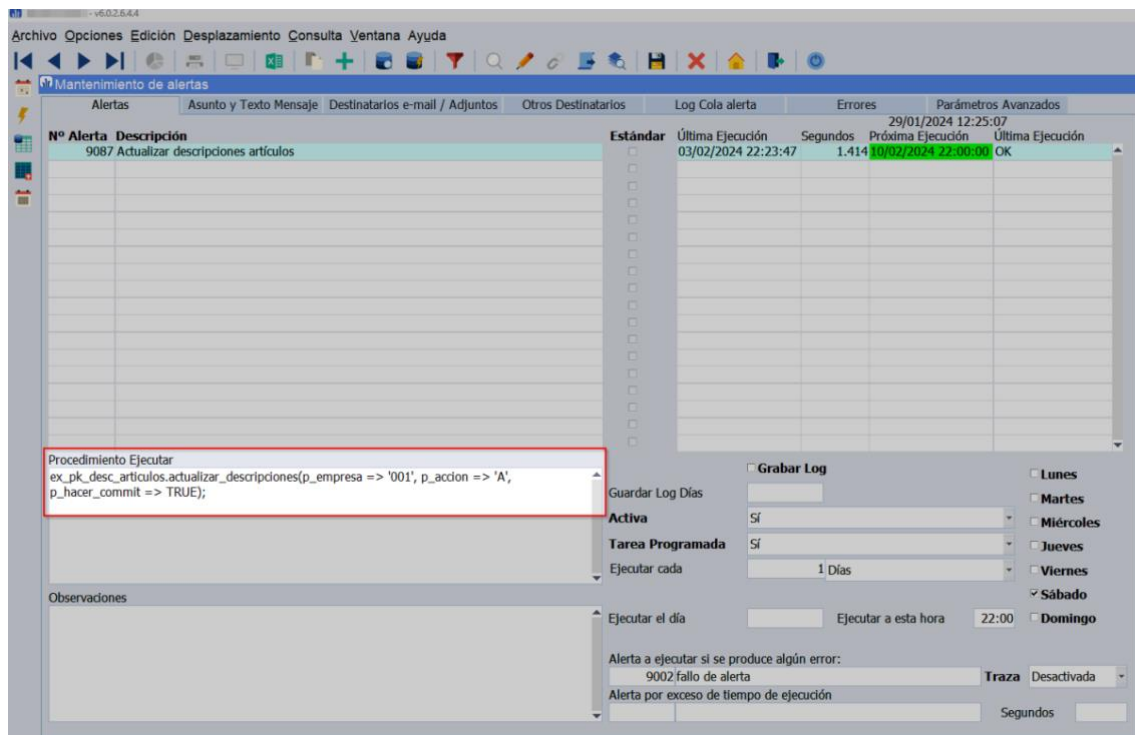 - v6.0.2.6.4.4
Archivo Opciones Edición Desplazamiento Consulta Ventana Ayuda
Mantenimiento de alertas
Alertas Asunto y Texto Mensaje Destinatarios e-mail / Adjuntos Otros Destinatarios Log Cola alerta Errores Parámetros Avanzados
29/01/2024 12:25:07
Nº Alerta Descripción Estándar Última Ejecución Segundos Próxima Ejecución Última Ejecución
9087 Actualizar descripciones artículos 03/02/2024 22:23:47 1.414 10/02/2024 22:00:00 OK
Procedimiento Ejecutar
ex_pk_desc_articulos.actualizar_descripciones(p_empresa => '001', p_accion => 'A',
p_hacer_commit => TRUE);
Observaciones
Grabar Log
Guardar Log Días
Activa Sí
Tarea Programada Sí
Ejecutar cada 1 Días
Ejecutar el día Ejecutar a esta hora 22:00
Lunes
Martes
Miércoles
Jueves
Viernes
Sábado
Domingo
Alerta a ejecutar si se produce algún error:
9002 fallo de alerta Traza Desactivada
Alerta por exceso de tiempo de ejecución
Segundos